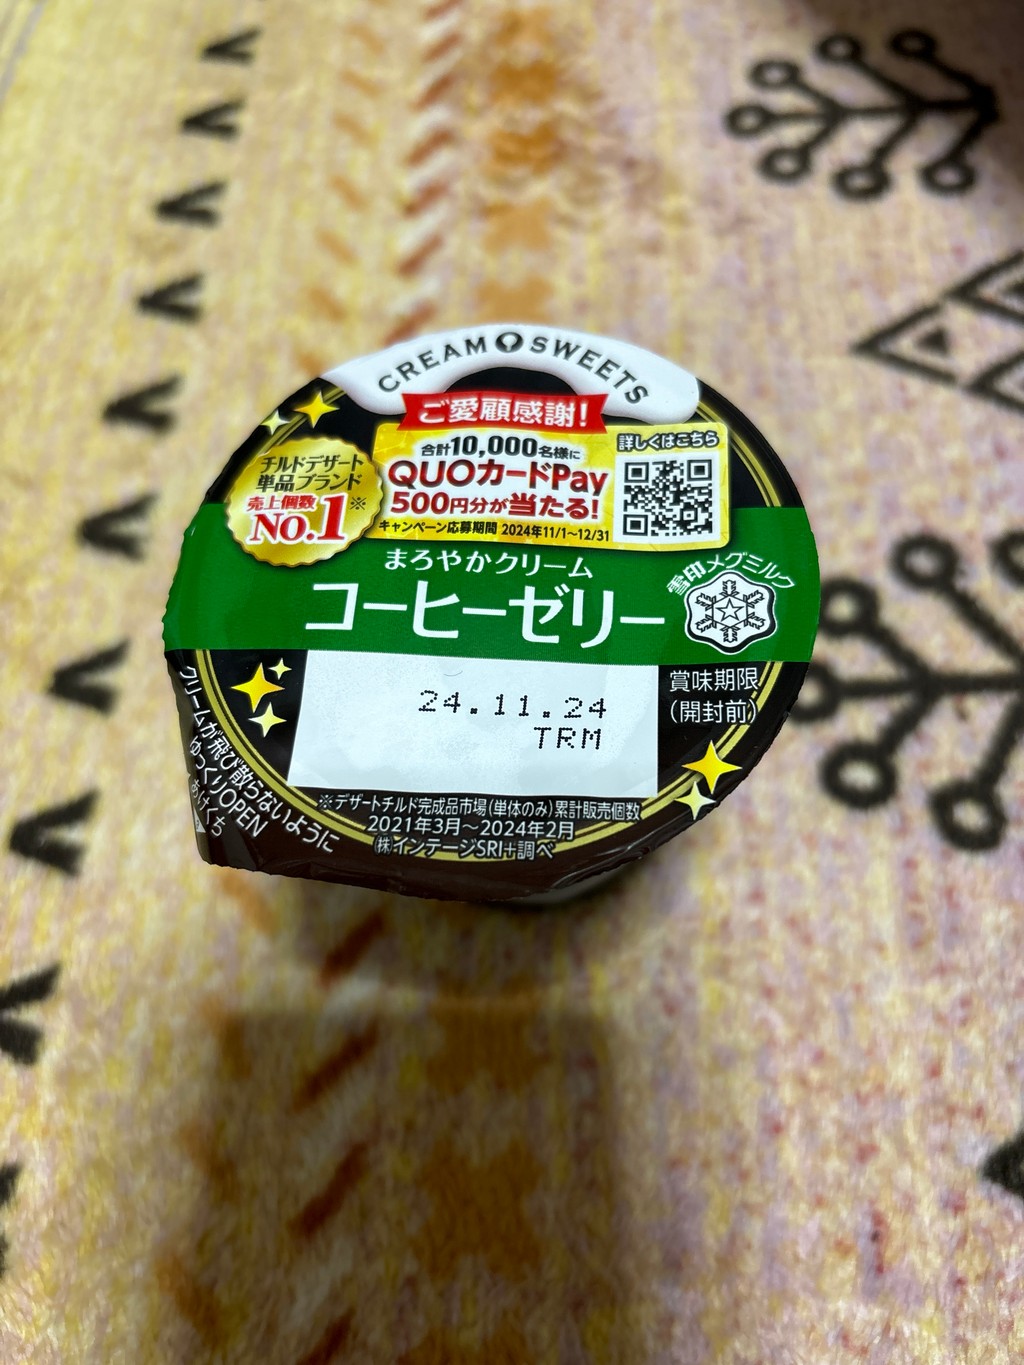 CREAM SWEETS
ご愛顧感謝!
合計10,000名様に
QUOカードPay
500円分が当たる!
キャンペーン応募期間 2024年11/1~12/31
詳しくはこちら
チルドデザート
単品ブランド
売上個数
No.1※
まろやかクリーム
コーヒーゼリー
雪印メグミルク
賞味期限
(開封前)
24.11.24
TRM
※デザートチルド完成品市場(単体のみ)累計販売個数
2021年3月~2024年2月
㈱インテージSRI+調べ
クリームが飛び散らないように
ゆっくりOPEN
あけくち